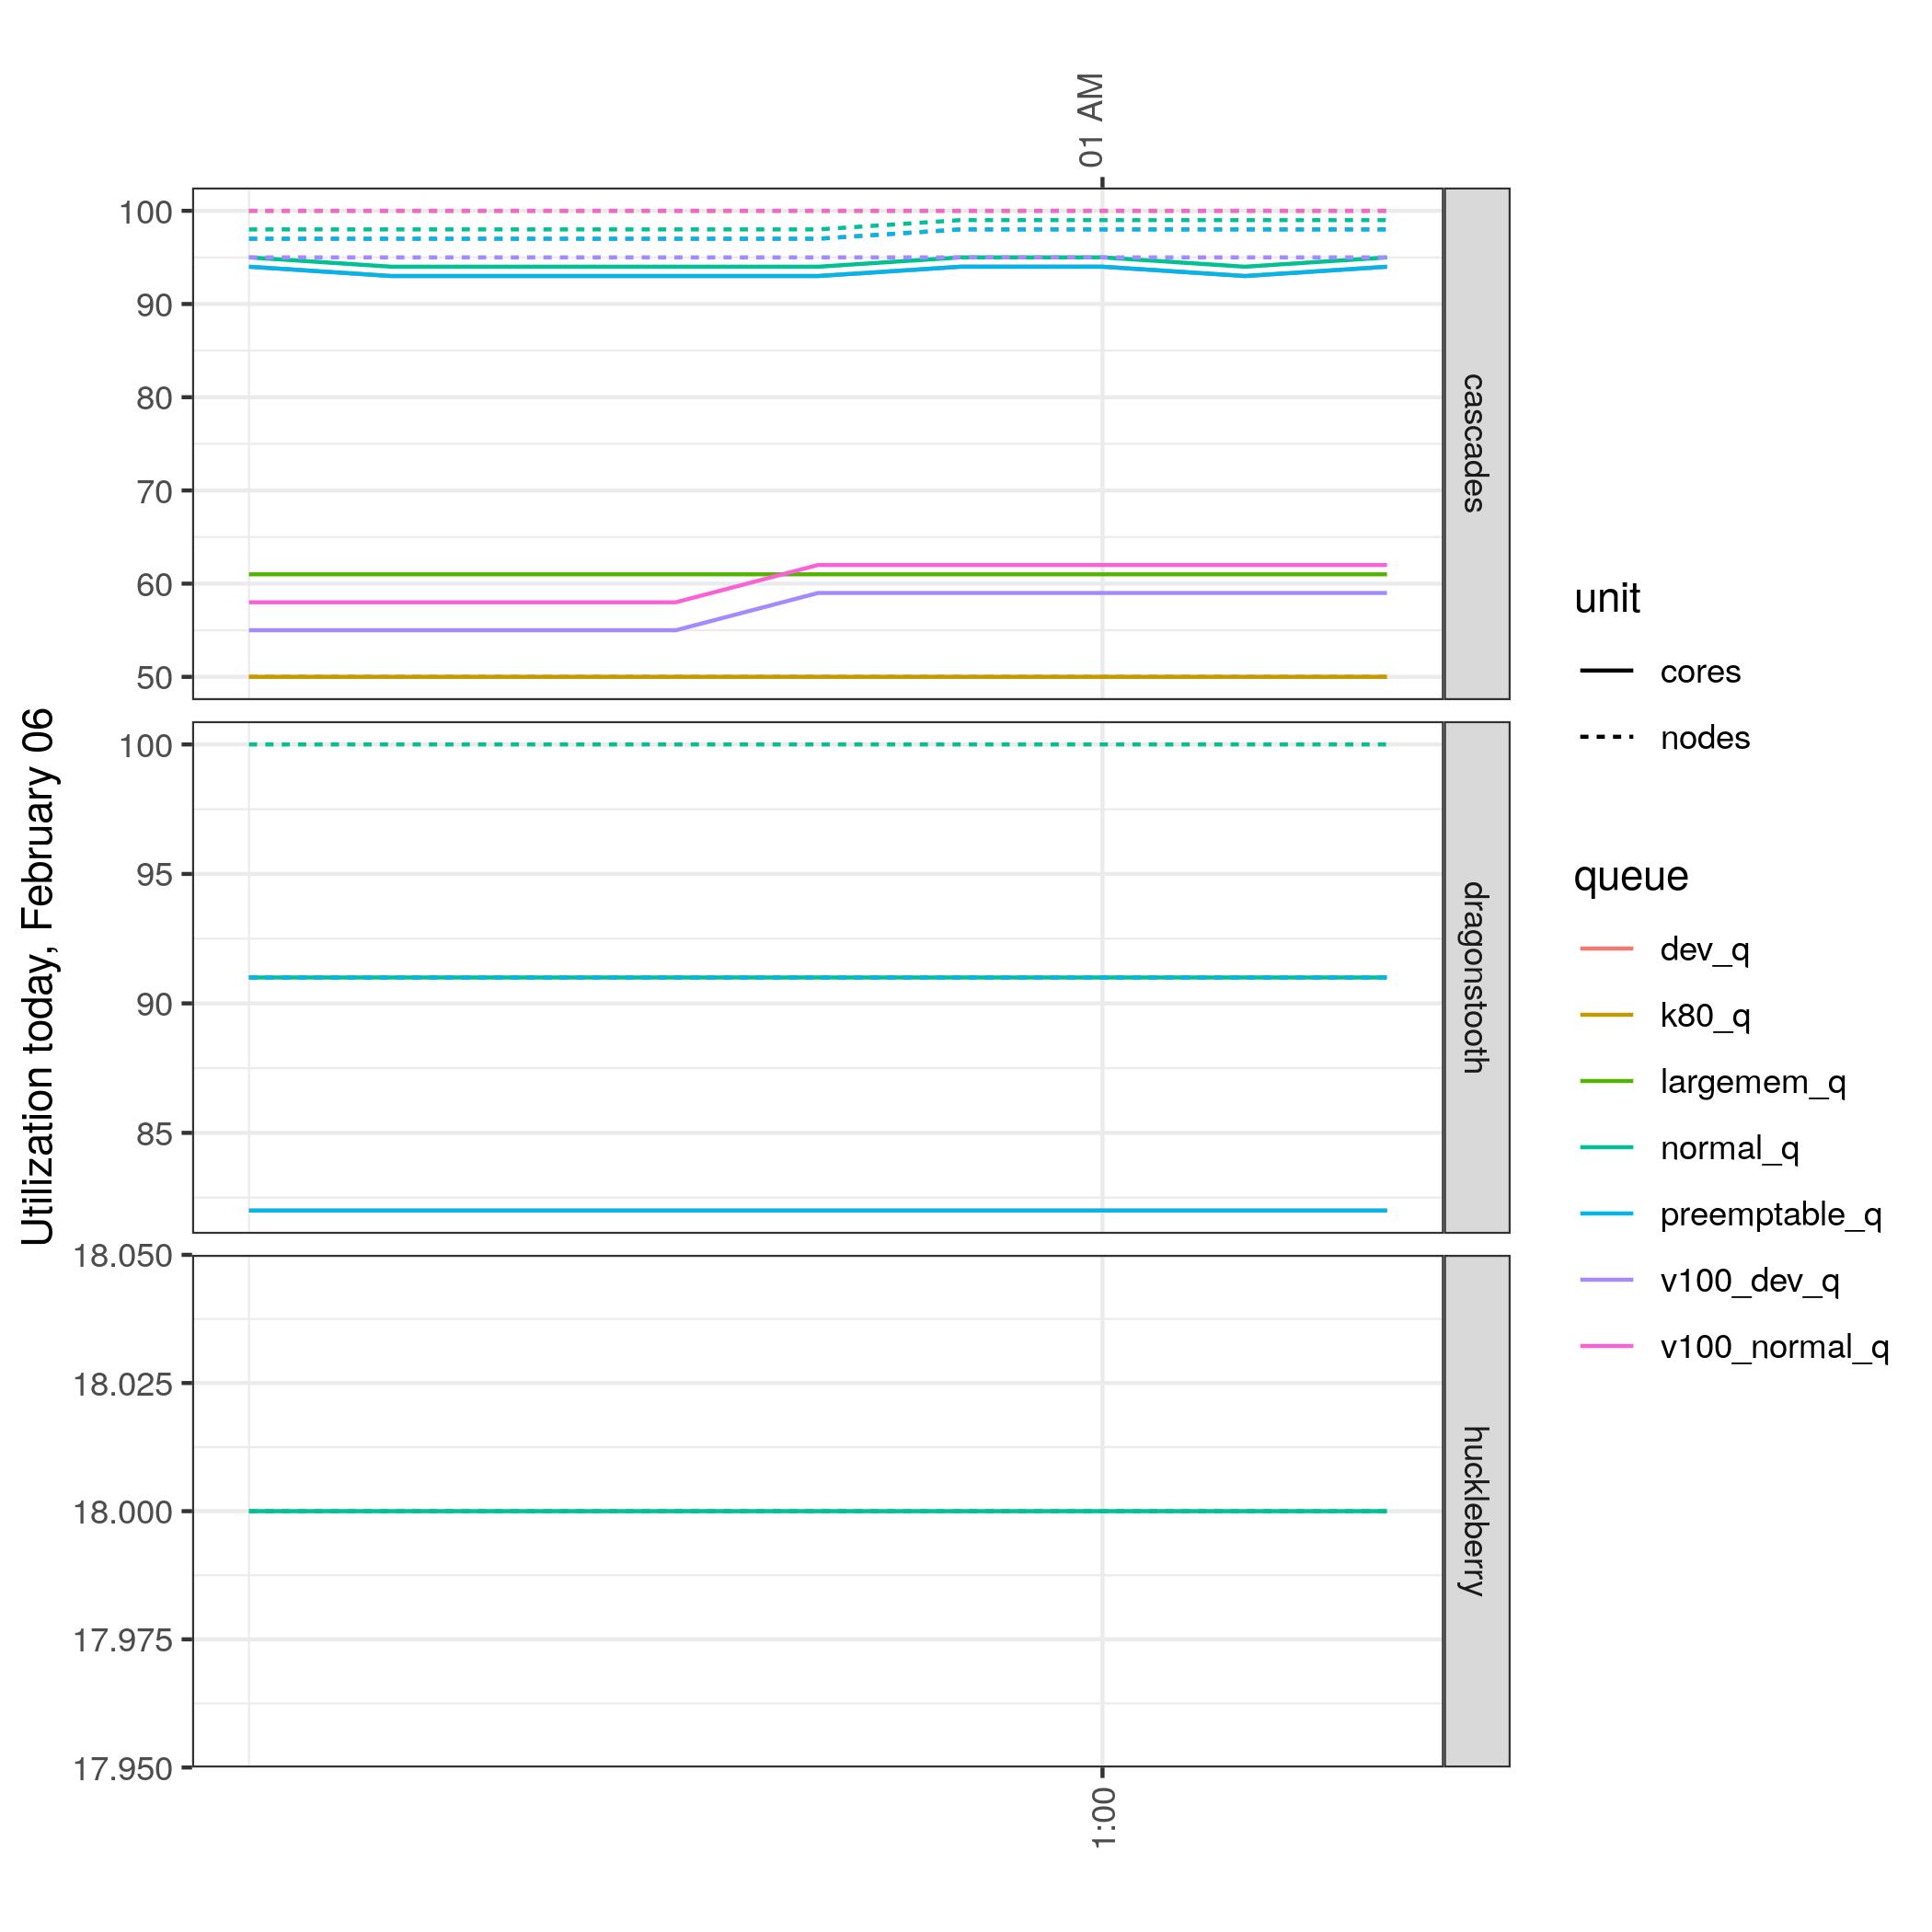 01 AM
Utilization today, February 06
100
90
80
70
60
50
cascades
100
95
90
85
dragonstooth
18.050
18.025
18.000
17.975
17.950
huckleberry
1:00
unit
cores
nodes
queue
dev_q
k80_q
largemem_q
normal_q
preemptable_q
v100_dev_q
v100_normal_q